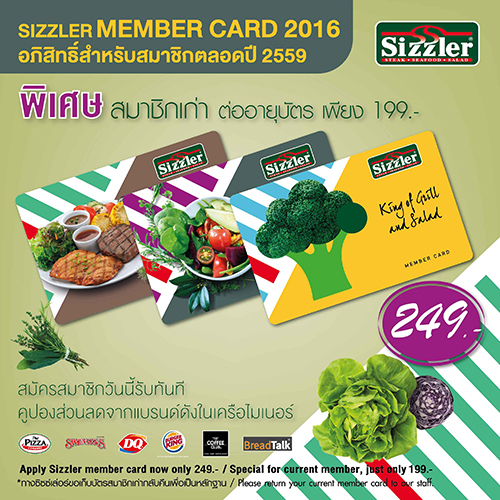 SIZZLER MEMBER CARD 2016
อภิสิทธิ์สำหรับสมาชิกตลอดปี 2559
Sizzler
STEAK • SEAFOOD • SALAD
พิเศษ สมาชิกเก่า ต่ออายุบัตร เพียง 199.-
Sizzler
Sizzler
Sizzler
King of Grill
and Salad
MEMBER CARD
249.-
สมัครสมาชิกวันนี้รับทันที
คูปองส่วนลดจากแบรนด์ดังในเครือไมเนอร์
The PIZZA COMPANY
SWENSEN'S
DQ
BURGER KING
THE COFFEE CLUB
BreadTalk
Apply Sizzler member card now only 249.- / Special for current member, just only 199.-
*ทางซิซซ์เล่อร์ขอเก็บบัตรสมาชิกเก่ากลับคืนเพื่อเป็นหลักฐาน / Please return your current member card to our staff.